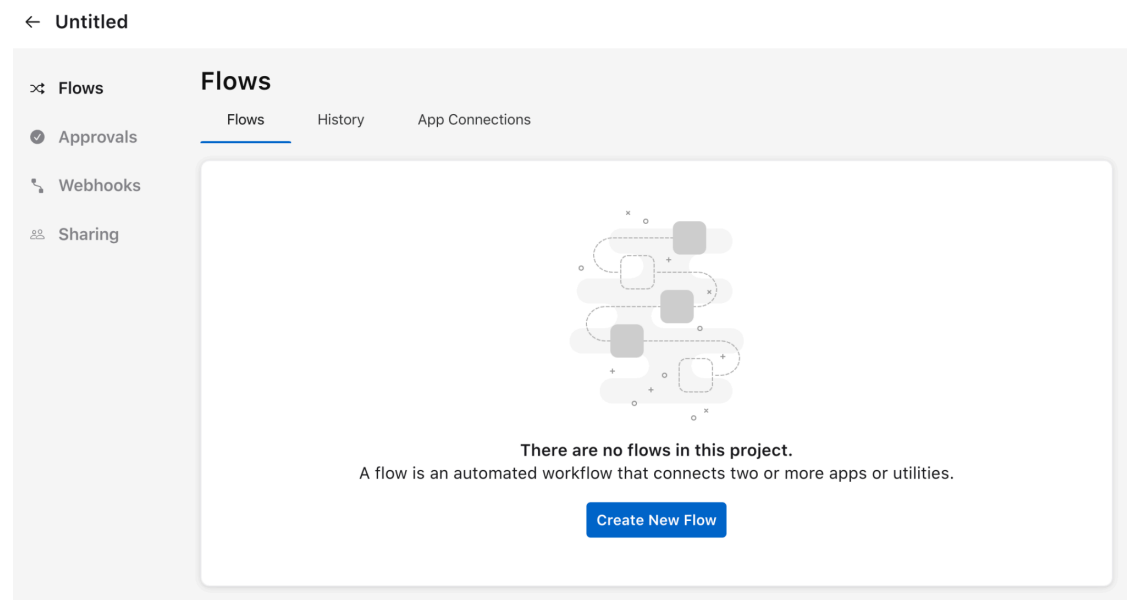 Untitled
Flows
Approvals
Webhooks
Sharing
Flows
Flows History App Connections
There are no flows in this project.
A flow is an automated workflow that connects two or more apps or utilities.
Create New Flow